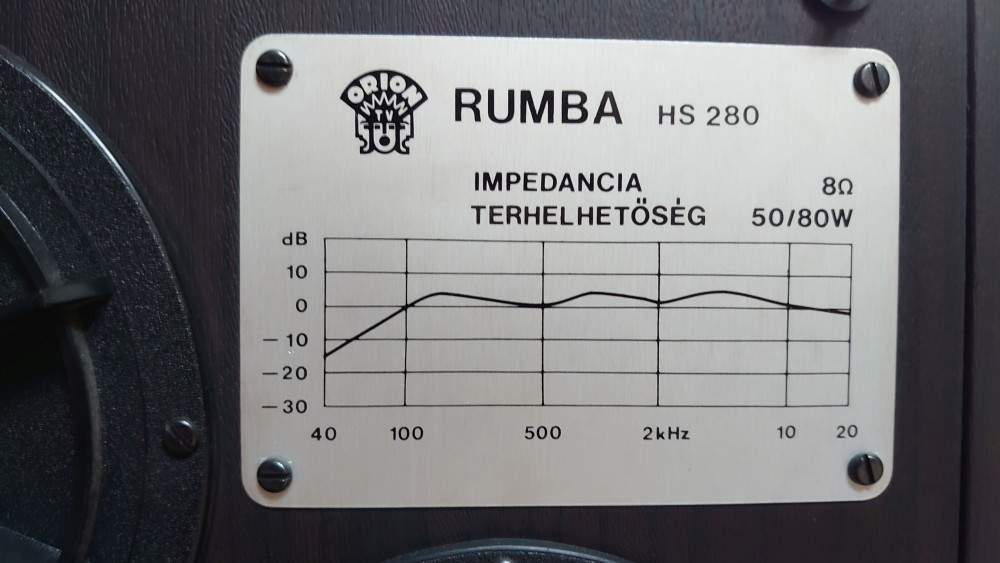 ORION
TV
RUMBA HS 280
IMPEDANCIA 8Ω
TERHELHETŐSÉG 50/80W
dB
10
0
-10
-20
-30
40 100 500 2kHz 10 20